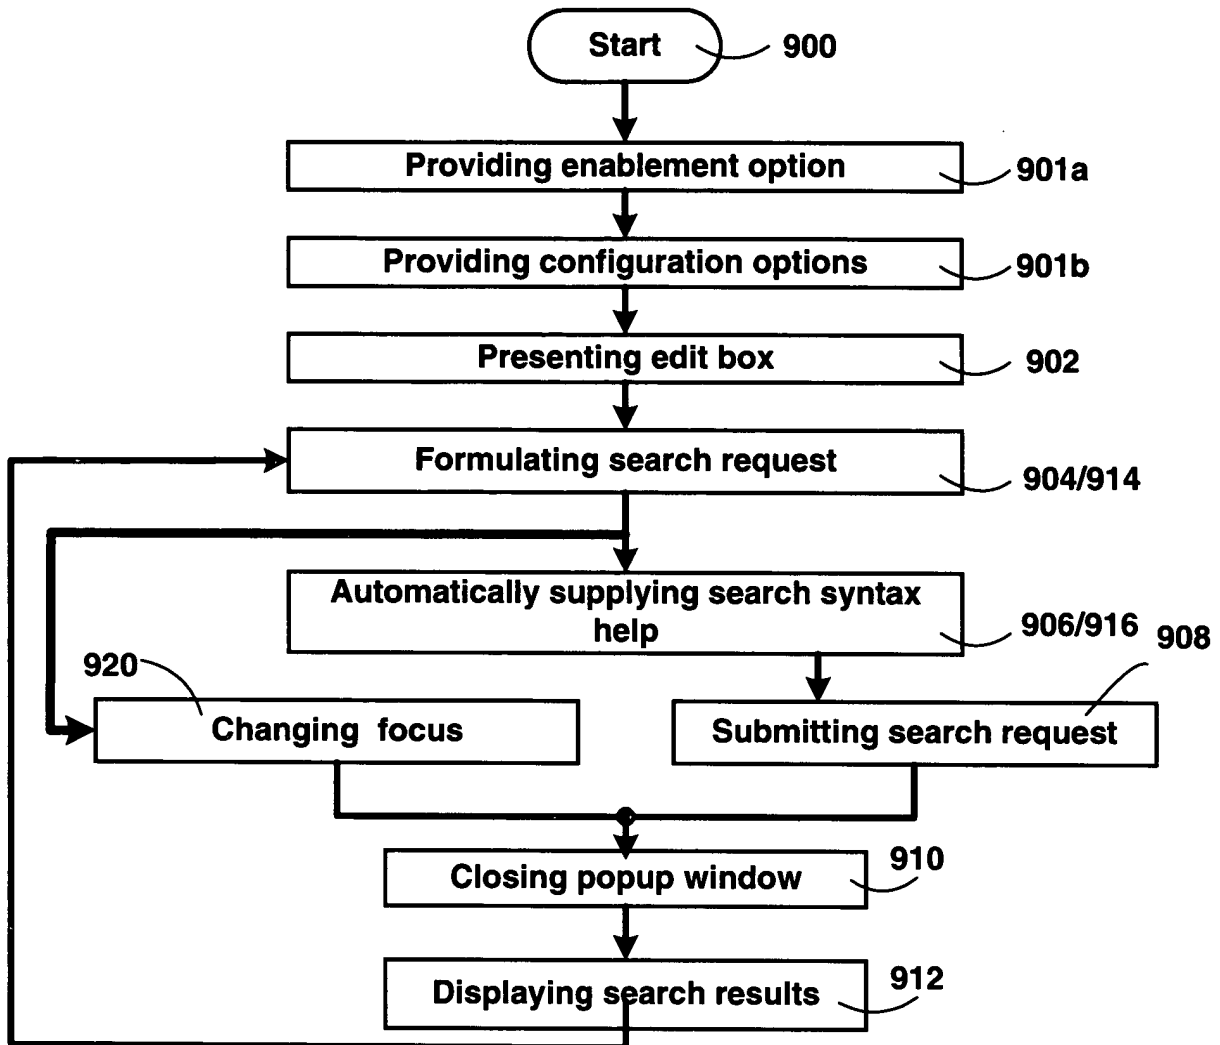 Start
900
Providing enablement option
901a
Providing configuration options
901b
Presenting edit box
902
Formulating search request
904/914
Automatically supplying search syntax
help
906/916
908
920
Changing focus
Submitting search request
Closing popup window
910
Displaying search results
912